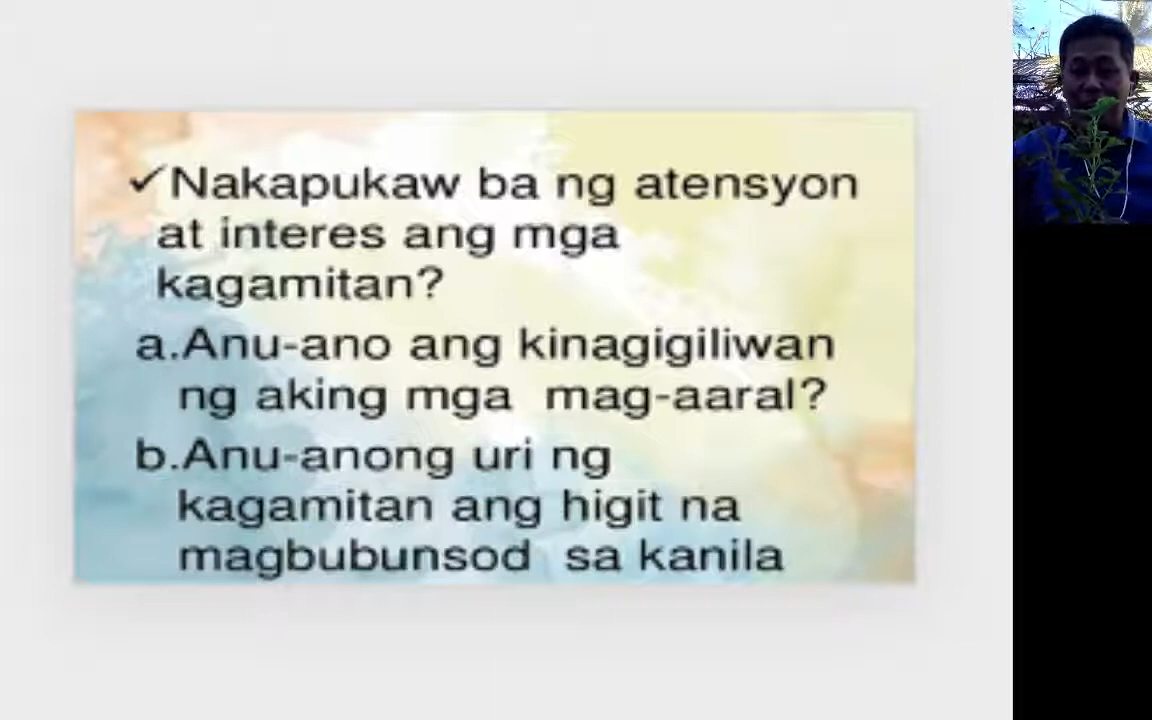 ✓Nakapukaw ba ng atensyon
at interes ang mga
kagamitan?
a.Anu-ano ang kinagigiliwan
ng aking mga mag-aaral?
b.Anu-anong uri ng
kagamitan ang higit na
magbubunsod sa kanila